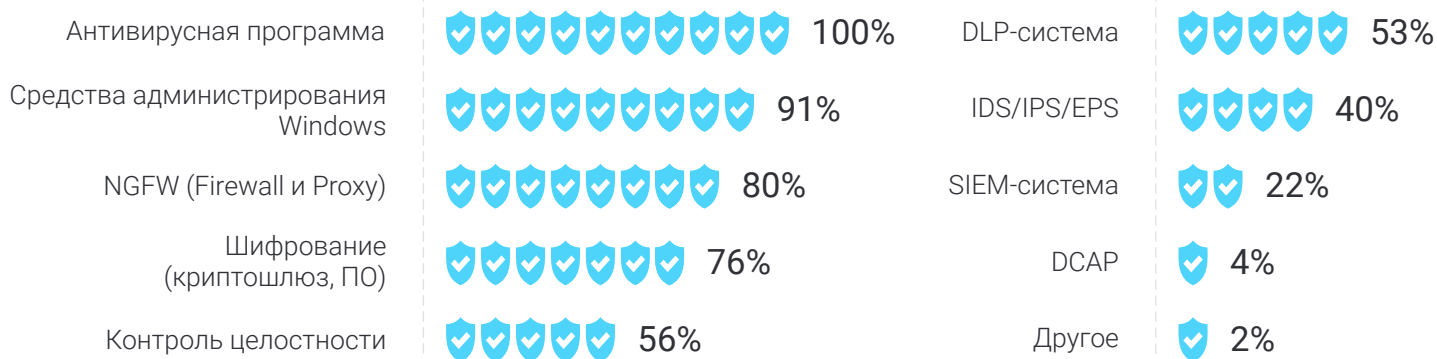 Антивирусная программа 100%
Средства администрирования
Windows 91%
NGFW (Firewall и Proxy) 80%
Шифрование
(криптошлюз, ПО) 76%
Контроль целостности 56%
DLP-система 53%
IDS/IPS/EPS 40%
SIEM-система 22%
DCAP 4%
Другое 2%